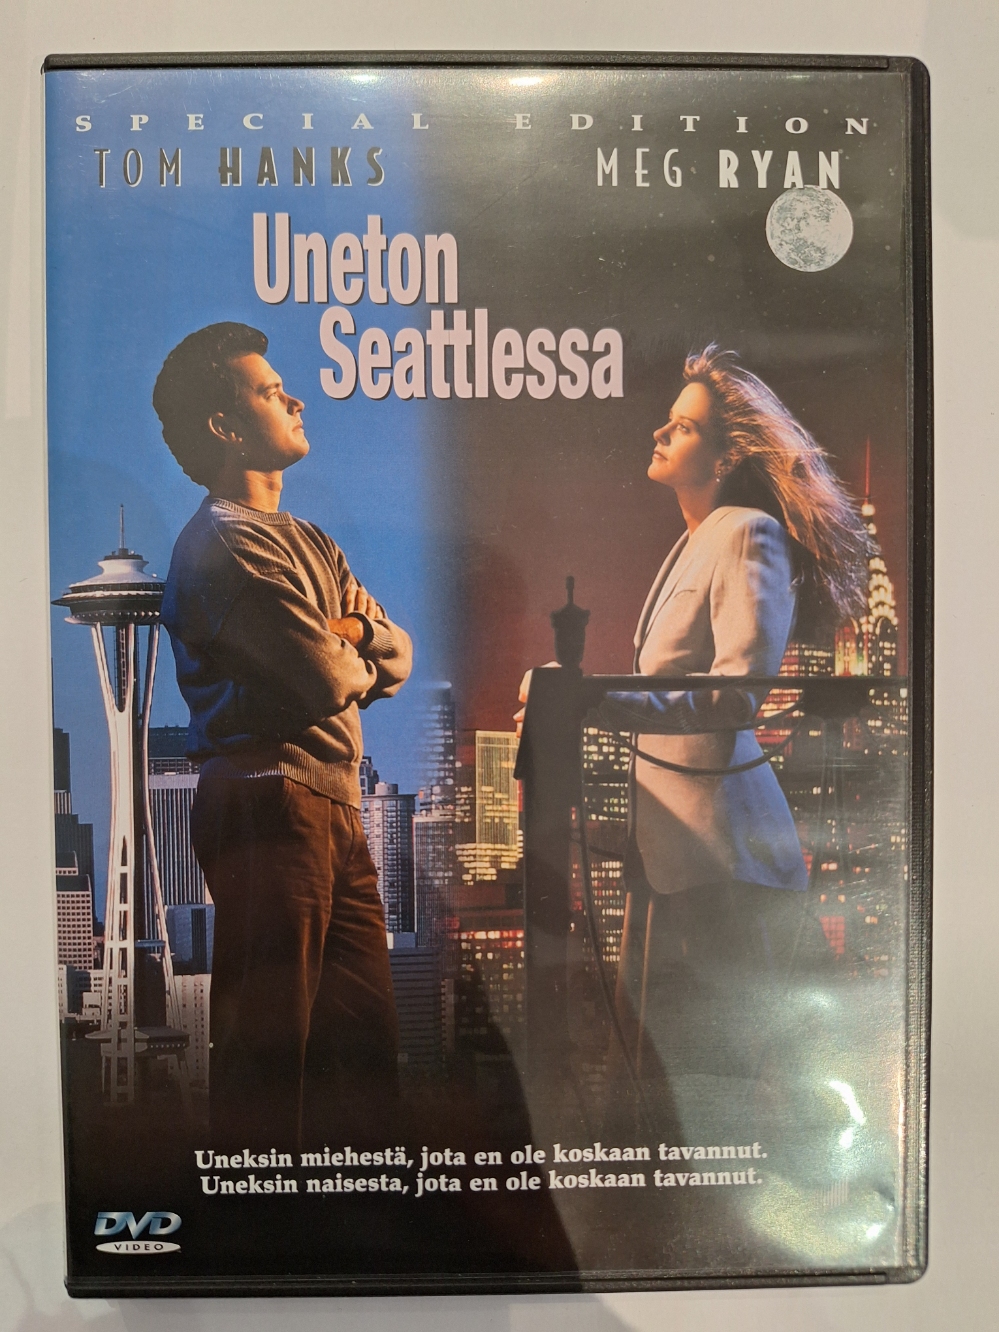 SPECIAL EDITION
TOM HANKS MEG RYAN
Uneton
Seattlessa
Uneksin miehestä, jota en ole koskaan tavannut.
Uneksin naisesta, jota en ole koskaan tavannut.
DVD
VIDEO